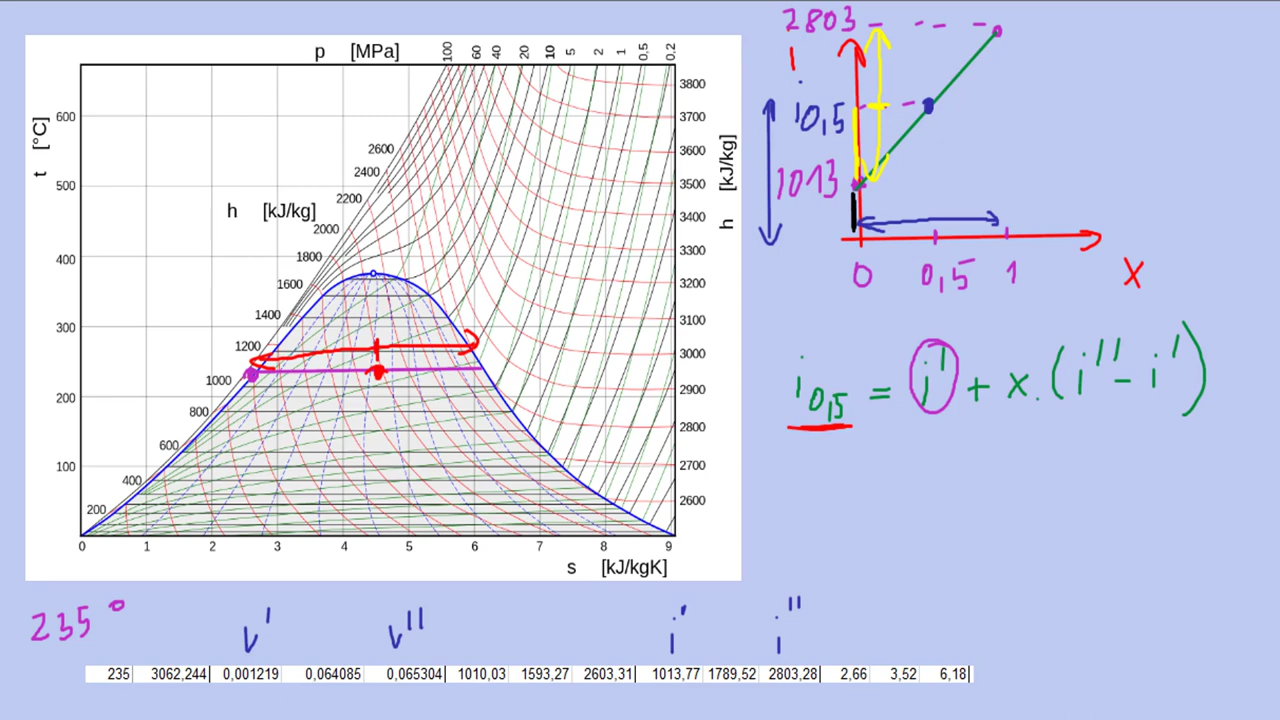 p [MPa]
100 60 40 20 10 5 2 1 0,5 0,2
t [°C]
600
500
400
300
200
100
h [kJ/kg]
2600
2400
2200
2000
1800
1600
1400
1200
1000
800
600
400
200
3800
3700
3600
3500
3400
3300
3200
3100
3000
2900
2800
2700
2600
h [kJ/kg]
0 1 2 3 4 5 6 7 8 9
s [kJ/kgK]
2803
i
i0,5
1013
0 0,5 1
x
i0,5 = i' + x.(i'' - i')
235° v' v'' i' i''
235 3062,244 0,001219 0,064085 0,065304 1010,03 1593,27 2603,31 1013,77 1789,52 2803,28 2,66 3,52 6,18